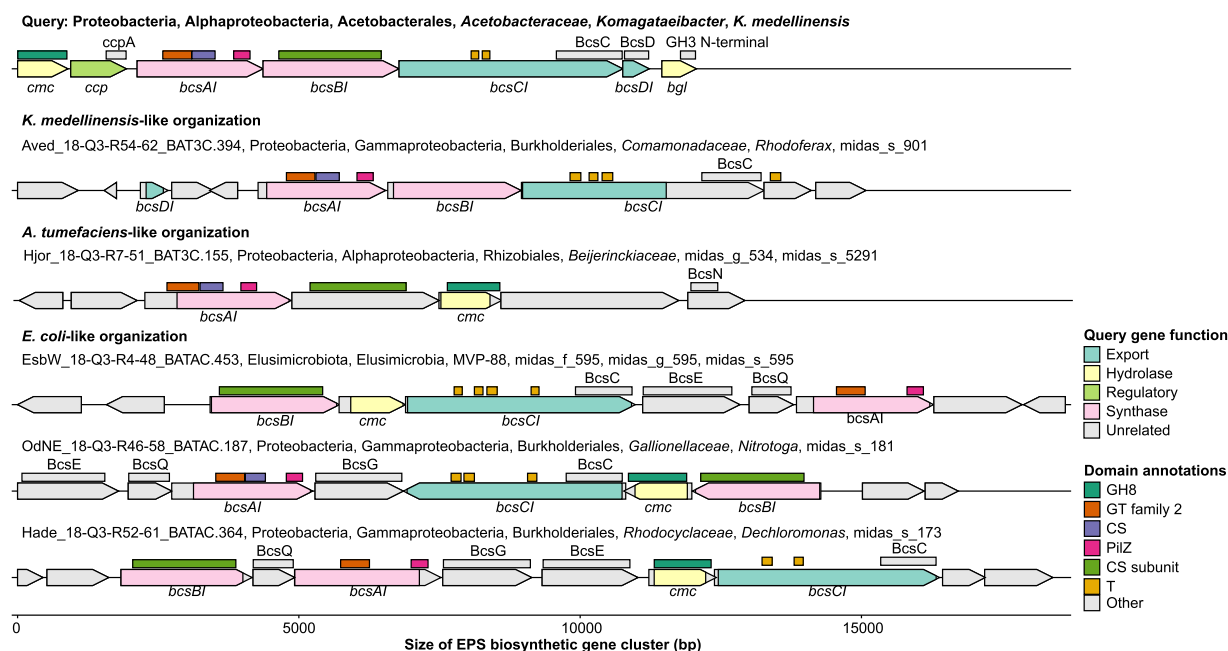 Query: Proteobacteria, Alphaproteobacteria, Acetobacterales, Acetobacteraceae, Komagataeibacter, K. medellinensis
ccpA BcsC BcsD GH3 N-terminal
cmc ccp bcsAI bcsBI bcsCI bcsDI bgl
K. medellinensis-like organization
Aved_18-Q3-R54-62_BAT3C.394, Proteobacteria, Gammaproteobacteria, Burkholderiales, Comamonadaceae, Rhodoferax, midas_s_901
BcsC
bcsDI bcsAI bcsBI bcsCI
A. tumefaciens-like organization
Hjor_18-Q3-R7-51_BAT3C.155, Proteobacteria, Alphaproteobacteria, Rhizobiales, Beijerinckiaceae, midas_g_534, midas_s_5291
BcsN
bcsAI cmc
E. coli-like organization
EsbW_18-Q3-R4-48_BATAC.453, Elusimicrobiota, Elusimicrobia, MVP-88, midas_f_595, midas_g_595, midas_s_595
BcsC BcsE BcsQ
bcsBI cmc bcsCI bcsAI
OdNE_18-Q3-R46-58_BATAC.187, Proteobacteria, Gammaproteobacteria, Burkholderiales, Gallionellaceae, Nitrotoga, midas_s_181
BcsE BcsQ BcsG BcsC
bcsAI bcsCI cmc bcsBI
Hade_18-Q3-R52-61_BATAC.364, Proteobacteria, Gammaproteobacteria, Burkholderiales, Rhodocyclaceae, Dechloromonas, midas_s_173
BcsQ BcsG BcsE BcsC
bcsBI bcsAI cmc bcsCI
0 5000 10000 15000
Size of EPS biosynthetic gene cluster (bp)
Query gene function
Export
Hydrolase
Regulatory
Synthase
Unrelated
Domain annotations
GH8
GT family 2
CS
PilZ
CS subunit
T
Other